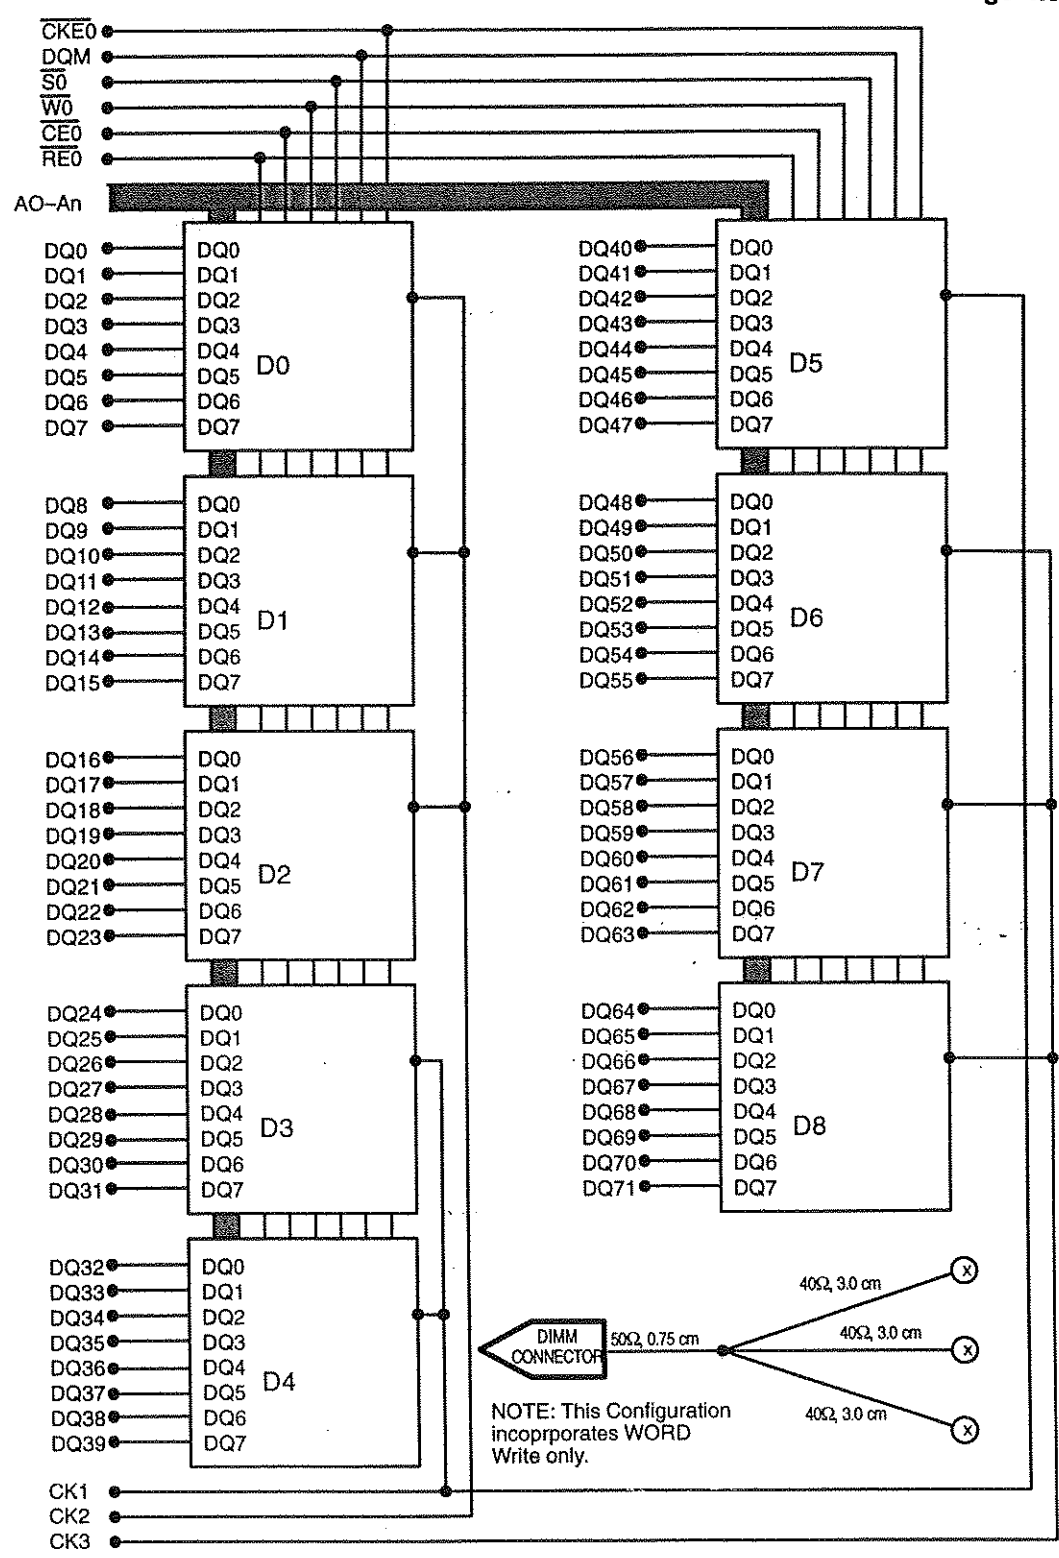 CKE0
DQM
S0
W0
CE0
RE0
AO–An
DQ0 DQ0
DQ1 DQ1
DQ2 DQ2
DQ3 DQ3
DQ4 DQ4
DQ5 DQ5
DQ6 DQ6
DQ7 DQ7
D0
DQ8 DQ0
DQ9 DQ1
DQ10 DQ2
DQ11 DQ3
DQ12 DQ4
DQ13 DQ5
DQ14 DQ6
DQ15 DQ7
D1
DQ16 DQ0
DQ17 DQ1
DQ18 DQ2
DQ19 DQ3
DQ20 DQ4
DQ21 DQ5
DQ22 DQ6
DQ23 DQ7
D2
DQ24 DQ0
DQ25 DQ1
DQ26 DQ2
DQ27 DQ3
DQ28 DQ4
DQ29 DQ5
DQ30 DQ6
DQ31 DQ7
D3
DQ32 DQ0
DQ33 DQ1
DQ34 DQ2
DQ35 DQ3
DQ36 DQ4
DQ37 DQ5
DQ38 DQ6
DQ39 DQ7
D4
DQ40 DQ0
DQ41 DQ1
DQ42 DQ2
DQ43 DQ3
DQ44 DQ4
DQ45 DQ5
DQ46 DQ6
DQ47 DQ7
D5
DQ48 DQ0
DQ49 DQ1
DQ50 DQ2
DQ51 DQ3
DQ52 DQ4
DQ53 DQ5
DQ54 DQ6
DQ55 DQ7
D6
DQ56 DQ0
DQ57 DQ1
DQ58 DQ2
DQ59 DQ3
DQ60 DQ4
DQ61 DQ5
DQ62 DQ6
DQ63 DQ7
D7
DQ64 DQ0
DQ65 DQ1
DQ66 DQ2
DQ67 DQ3
DQ68 DQ4
DQ69 DQ5
DQ70 DQ6
DQ71 DQ7
D8
DIMM
CONNECTOR
50Ω, 0.75 cm
40Ω, 3.0 cm
X
40Ω, 3.0 cm
X
40Ω, 3.0 cm
X
NOTE: This Configuration
incoprporates WORD
Write only.
CK1
CK2
CK3